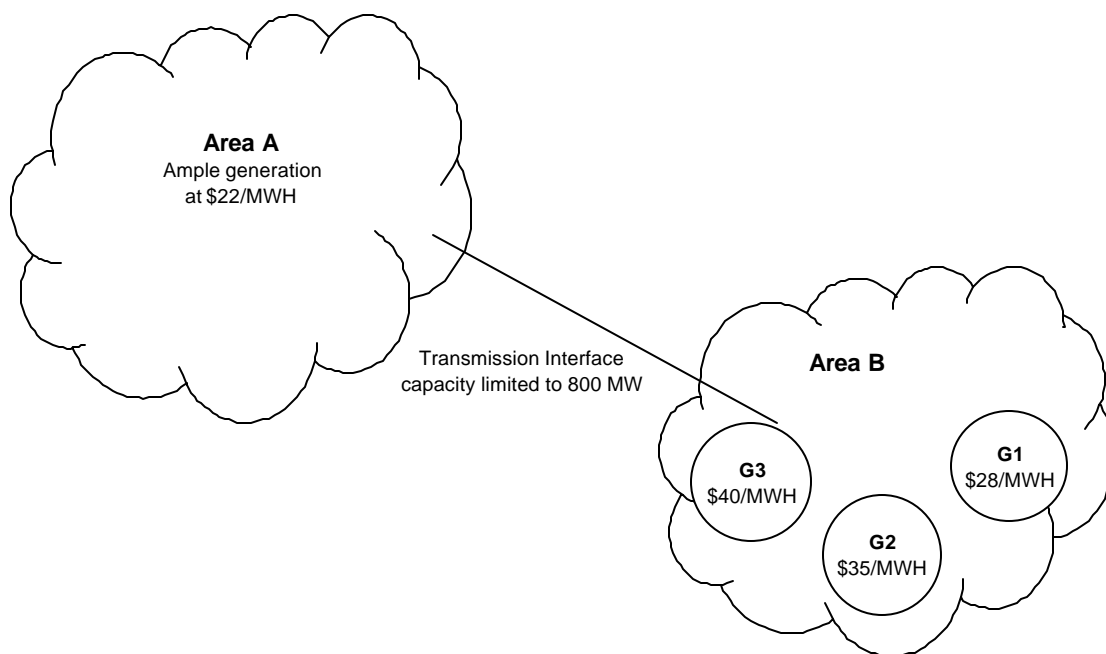 Area A
Ample generation
at $22/MWH
Transmission Interface
capacity limited to 800 MW
Area B
G3
$40/MWH
G2
$35/MWH
G1
$28/MWH